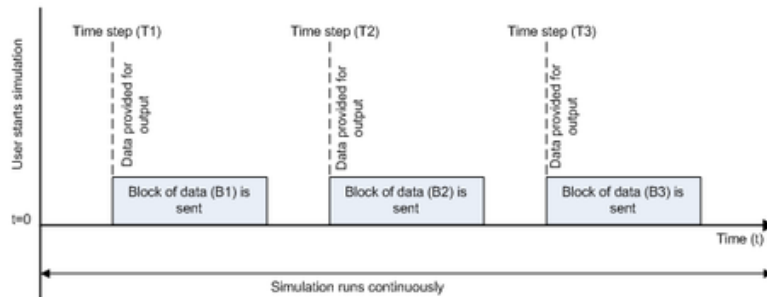 Time step (T1)
Time step (T2)
Time step (T3)
User starts simulation
Data provided for
output
Data provided for
output
Data provided for
output
Block of data (B1) is
sent
Block of data (B2) is
sent
Block of data (B3) is
sent
t=0
Time (t)
Simulation runs continuously